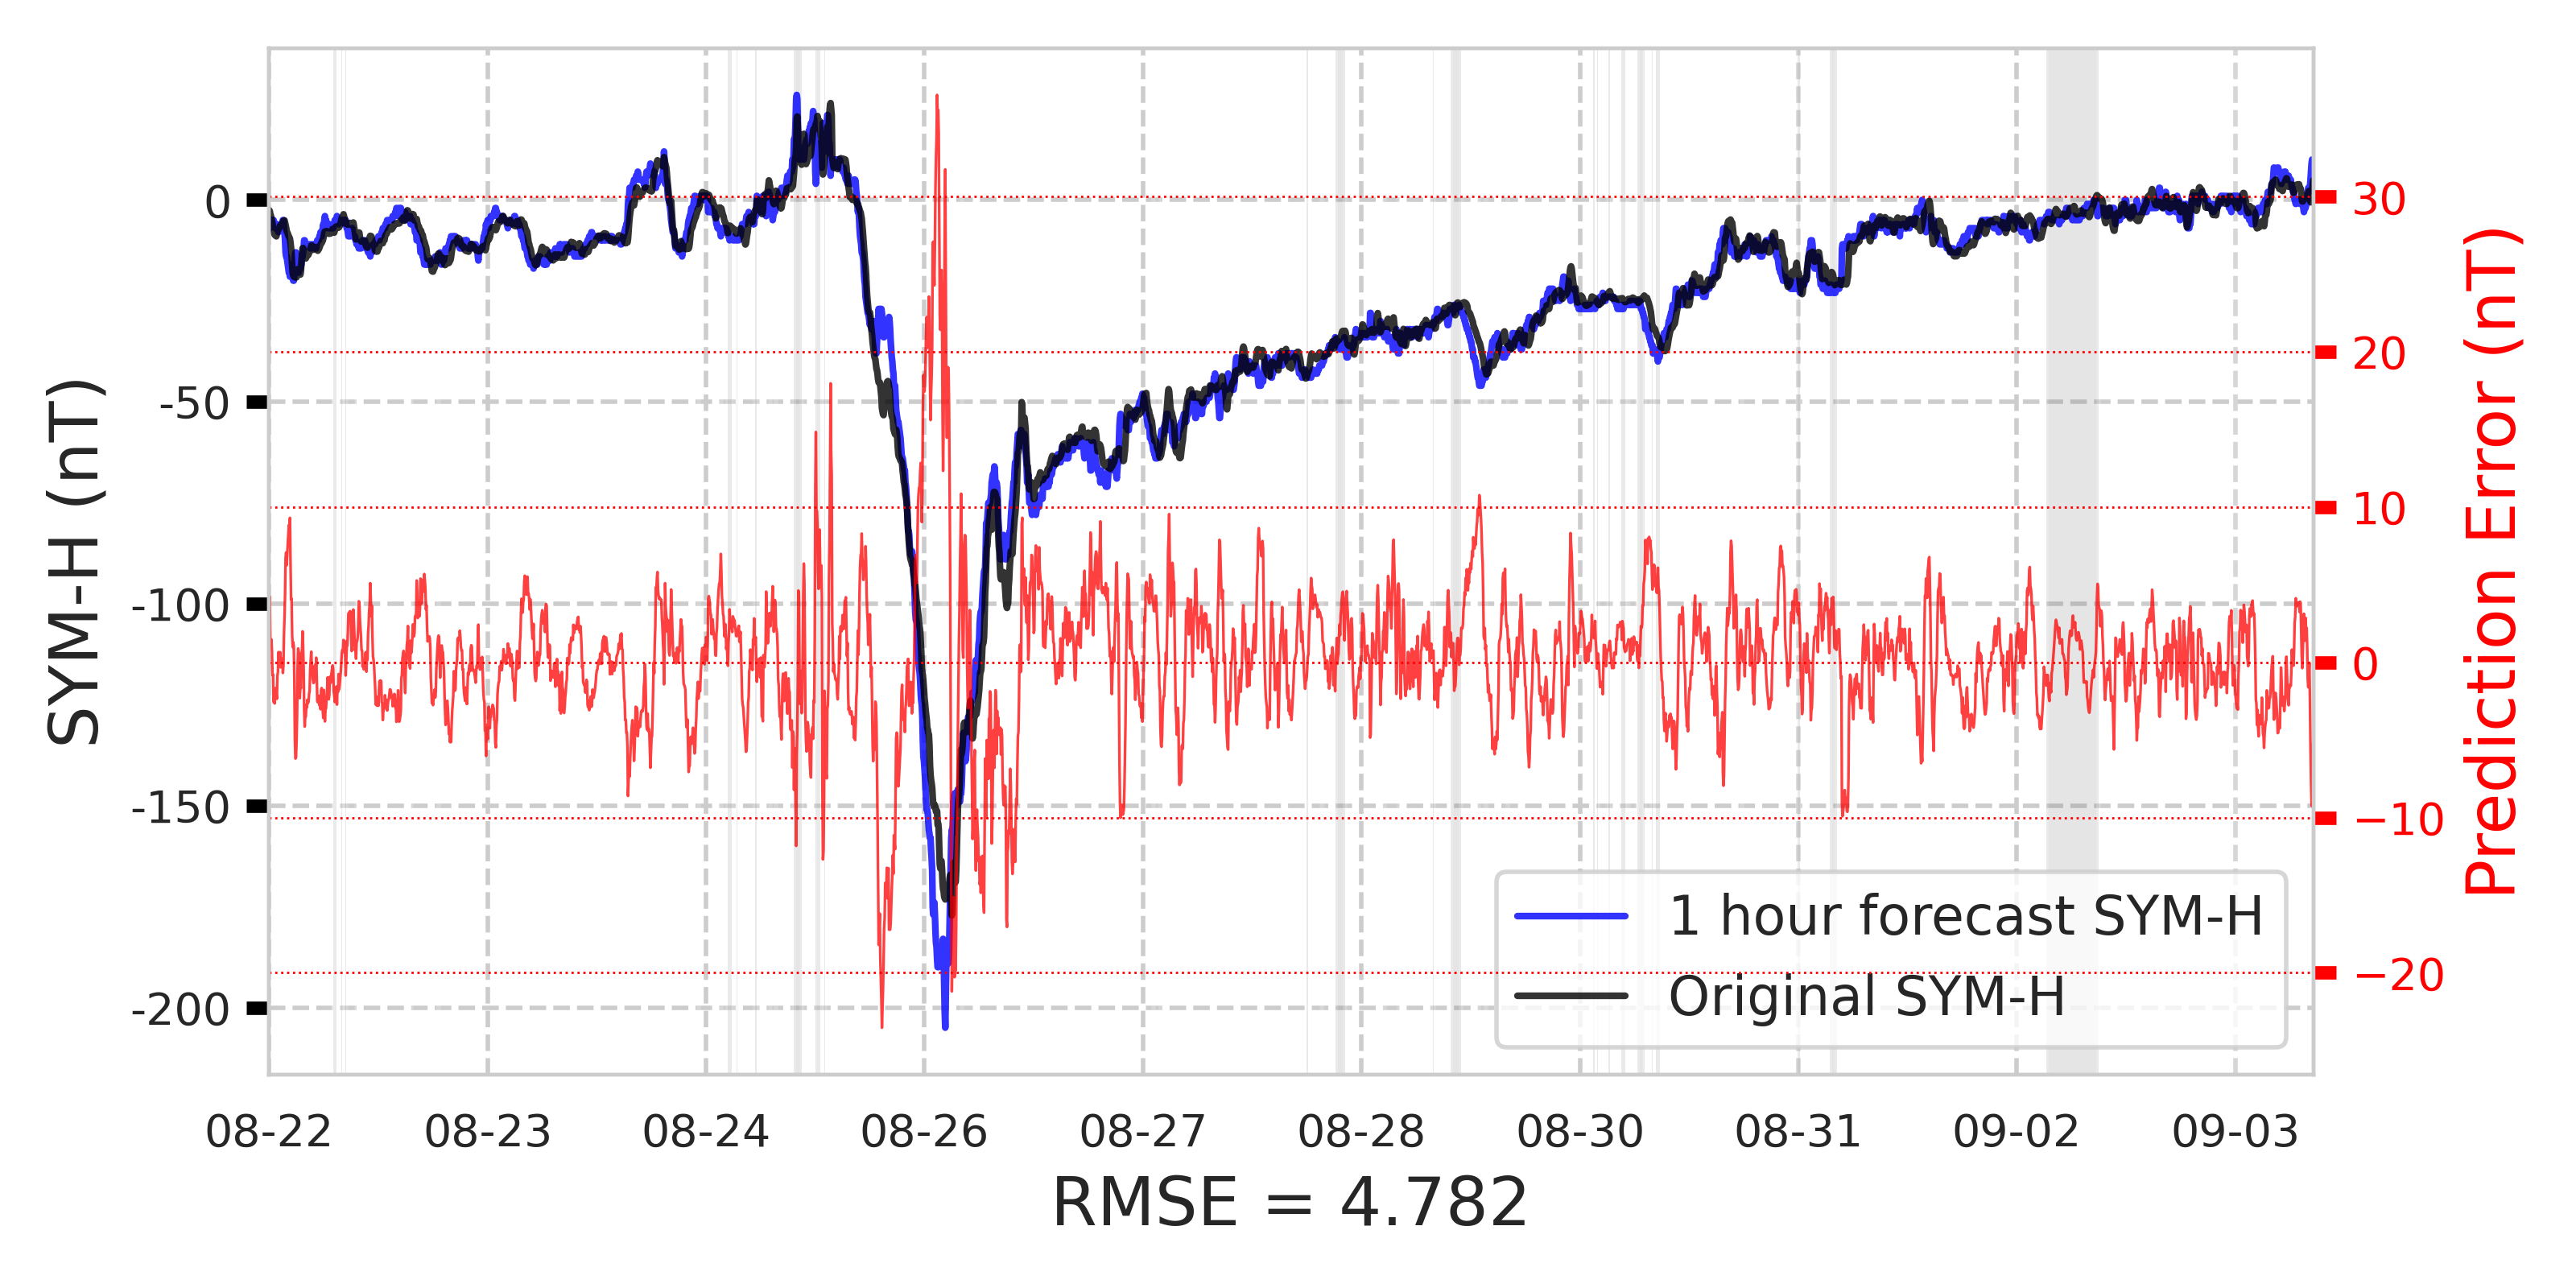 SYM-H (nT)
0
-50
-100
-150
-200
30
20
10
0
−10
−20
Prediction Error (nT)
1 hour forecast SYM-H
Original SYM-H
08-22 08-23 08-24 08-26 08-27 08-28 08-30 08-31 09-02 09-03
RMSE = 4.782